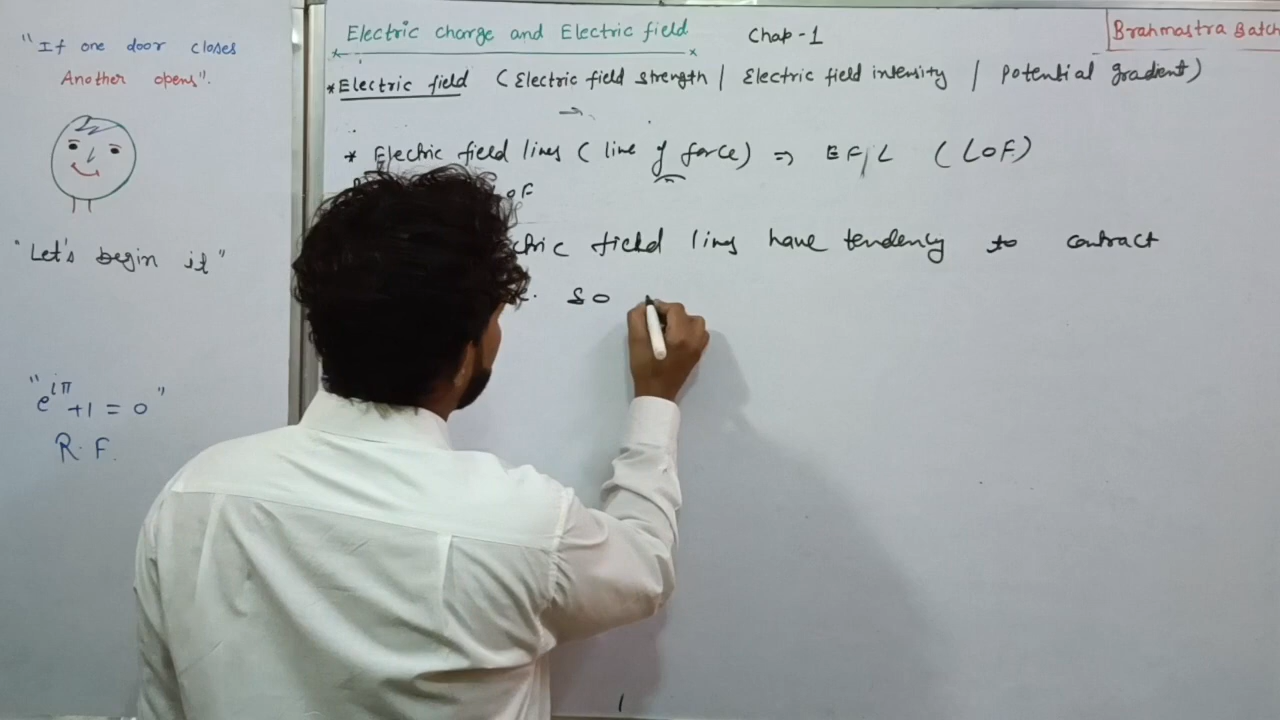 "If one door closes
Another opens".
"Let's begin it"
"e^iπ +1 = 0"
R. F.
Electric charge and Electric field Chap-1
Brahmastra Batch
*Electric field (Electric field strength | Electric field intensity | Potential gradient)
* Electric field lines (line of force) ⇒ EF/L (LOF)
field lines have tendency to contract
so